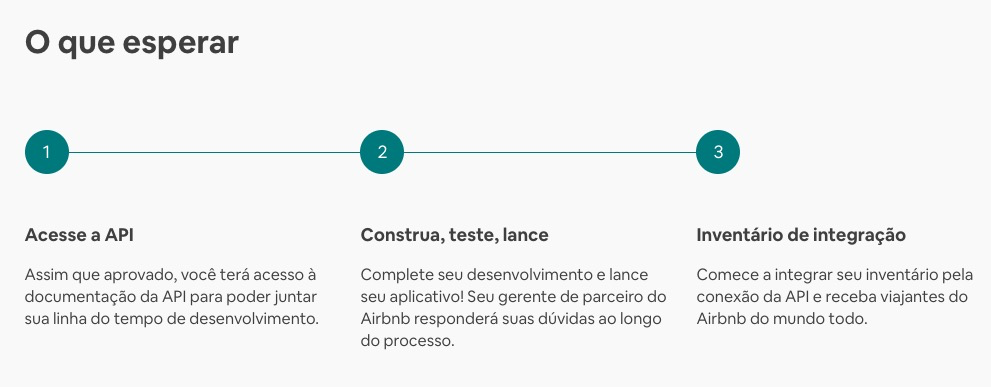 O que esperar
1
2
3
Acesse a API
Assim que aprovado, você terá acesso à
documentação da API para poder juntar
sua linha do tempo de desenvolvimento.
Construa, teste, lance
Complete seu desenvolvimento e lance
seu aplicativo! Seu gerente de parceiro do
Airbnb responderá suas dúvidas ao longo
do processo.
Inventário de integração
Comece a integrar seu inventário pela
conexão da API e receba viajantes do
Airbnb do mundo todo.